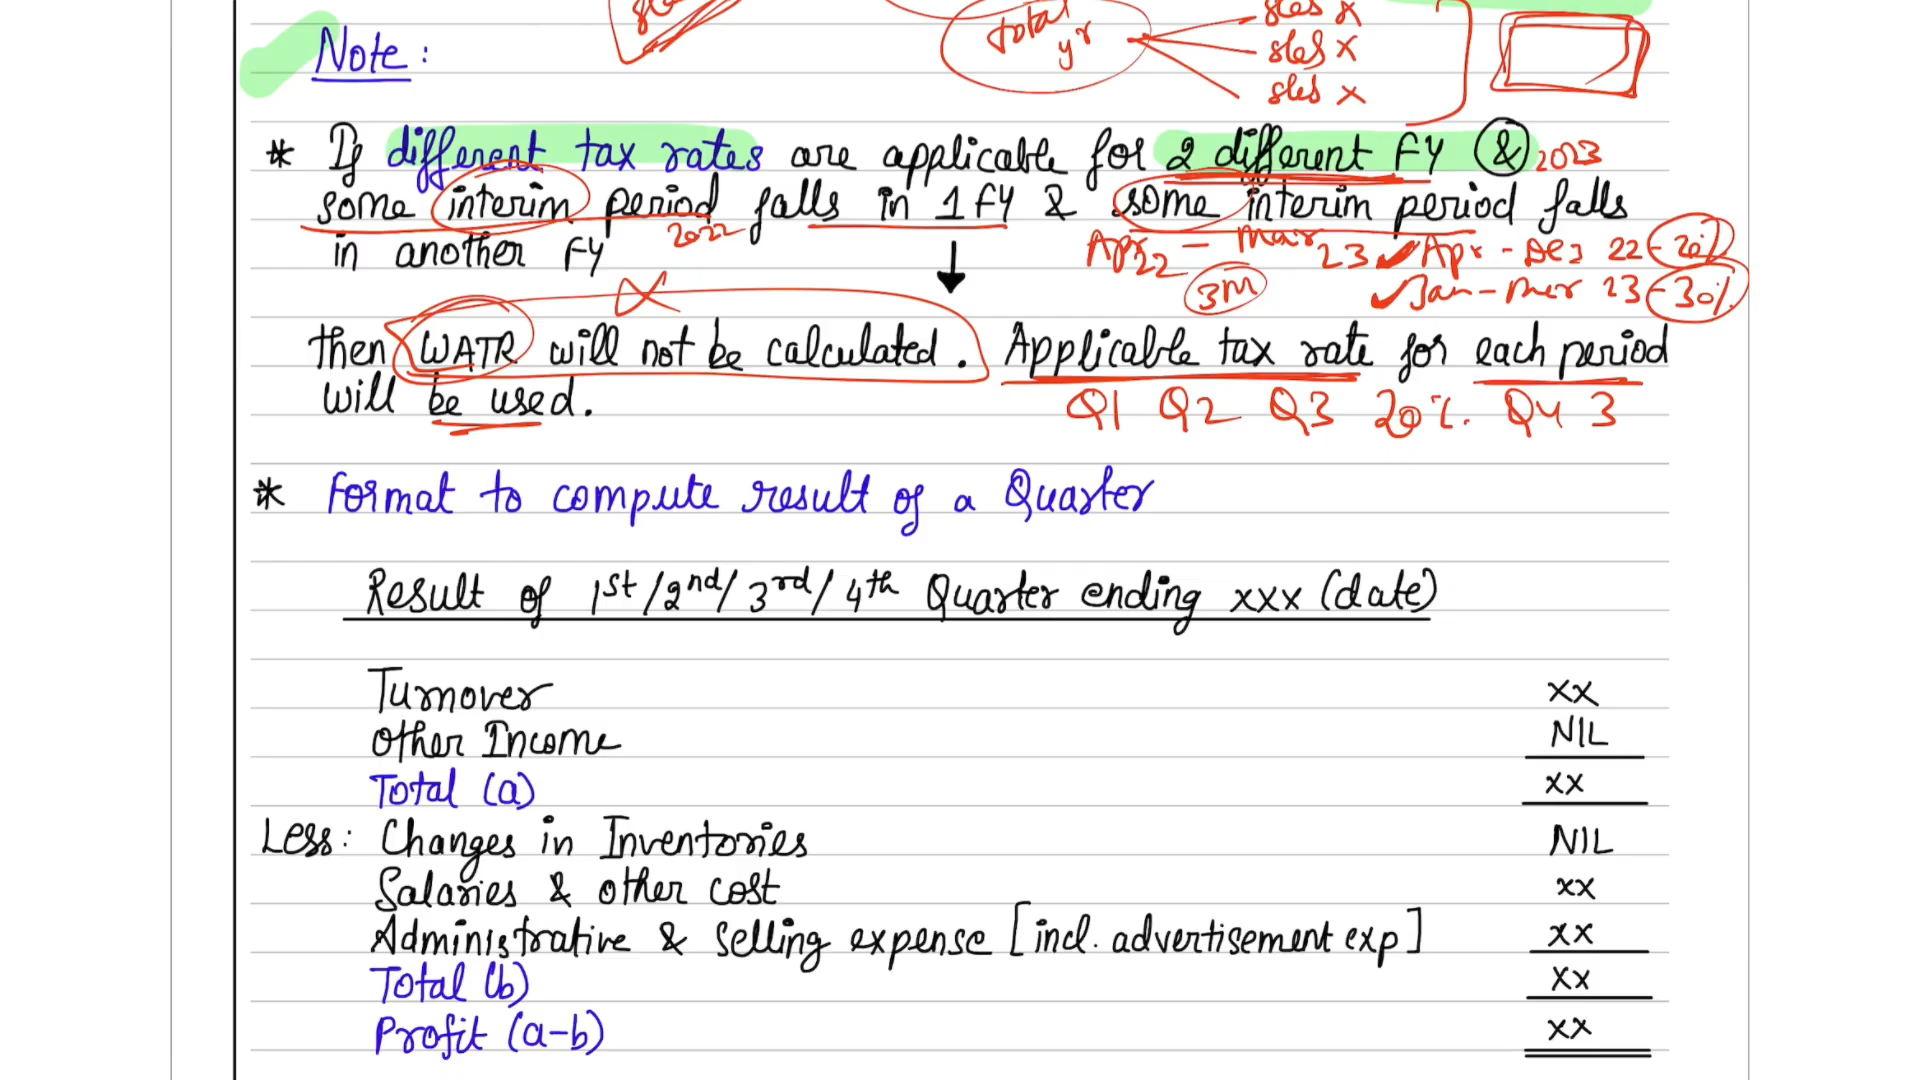 total
yr
sles x
sles x
sles x
Note:
* If different tax rates are applicable for 2 different FY & 2023
some interim period falls in 1 FY & some interim period falls
in another FY 2022
Apr 22 - Mar 23 Apr - Dec 22 - 20%
3m Jan - Mar 23 - 30%
then WATR will not be calculated. Applicable tax rate for each period
will be used.
Q1 Q2 Q3 20% Q4 3
* Format to compute result of a Quarter
Result of 1st/2nd/3rd/4th Quarter ending xxx (date)
Turnover xx
Other Income NIL
Total (a) xx
Less: Changes in Inventories NIL
Salaries & other cost xx
Administrative & Selling expense [incl. advertisement exp] xx
Total (b) xx
Profit (a-b) xx